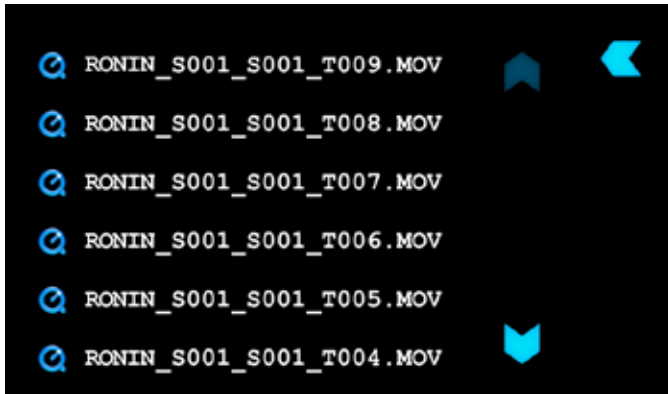 RONIN_S001_S001_T009.MOV
RONIN_S001_S001_T008.MOV
RONIN_S001_S001_T007.MOV
RONIN_S001_S001_T006.MOV
RONIN_S001_S001_T005.MOV
RONIN_S001_S001_T004.MOV